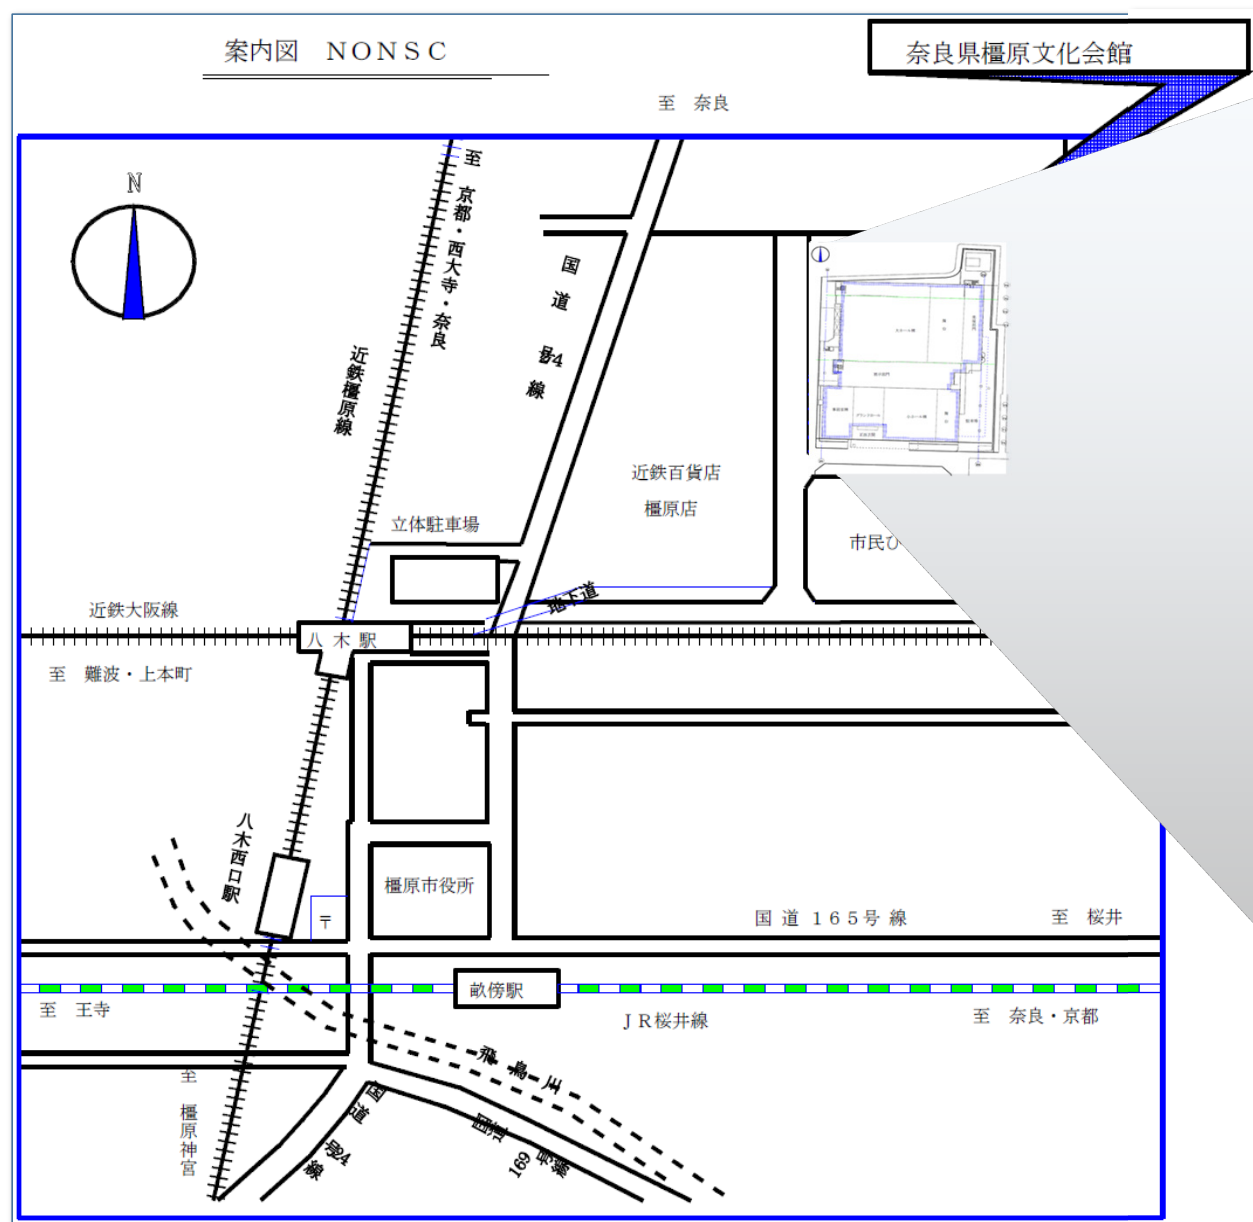 案内図 NONSC
奈良県橿原文化会館
至 奈良
N
至 京都・西大寺・奈良
国道24号線
近鉄橿原線
近鉄百貨店
橿原店
立体駐車場
市民ひ
地下道
近鉄大阪線
八木駅
至 難波・上本町
八木西口駅
橿原市役所
〒
国道165号線
至 桜井
畝傍駅
至 王寺
JR桜井線
至 奈良・京都
飛鳥王
至 橿原神宮
国道24号線
国道169号線